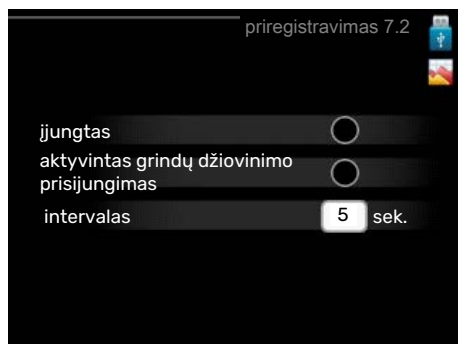 priregistravimas 7.2
įjungtas
aktyvintas grindų džiovinimo
prisijungimas
intervalas 5 sek.